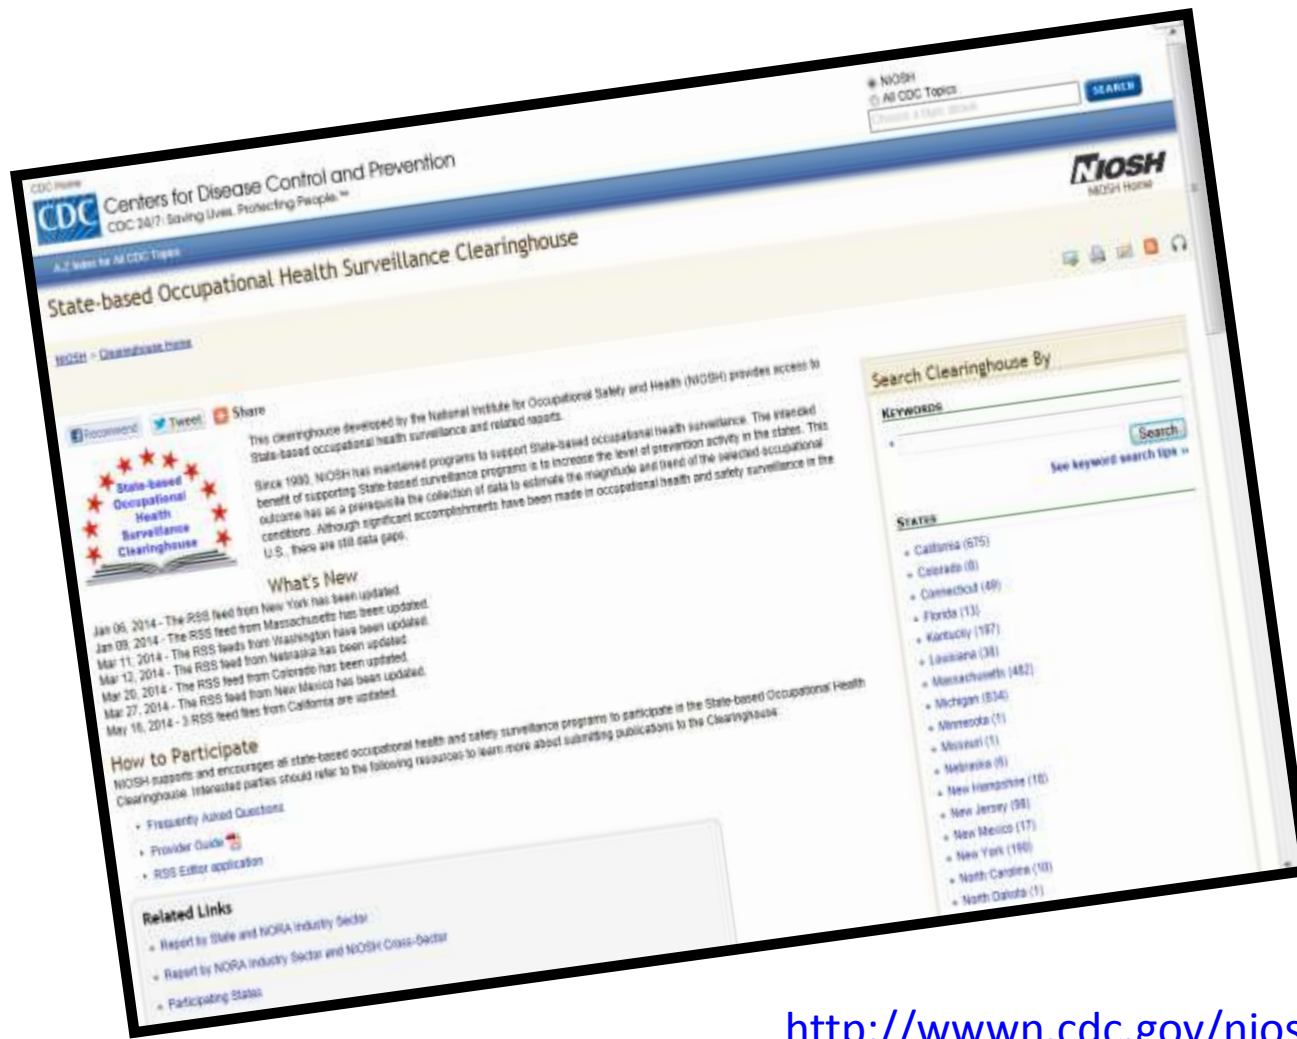 CDC Home
CDC
Centers for Disease Control and Prevention
CDC 24/7: Saving Lives. Protecting People.™
NIOSH
All CDC Topics
Choose a topic above
SEARCH
A-Z Index for All CDC Topics
NIOSH
NIOSH Home
State-based Occupational Health Surveillance Clearinghouse
NIOSH > Clearinghouse Home
Recommend Tweet Share
State-based
Occupational
Health
Surveillance
Clearinghouse
This clearinghouse developed by the National Institute for Occupational Safety and Health (NIOSH) provides access to
State-based occupational health surveillance and related reports.
Since 1980, NIOSH has maintained programs to support State-based occupational health surveillance. The intended
benefit of supporting State-based surveillance programs is to increase the level of prevention activity in the states. This
outcome has as a prerequisite the collection of data to estimate the magnitude and trend of the selected occupational
conditions. Although significant accomplishments have been made in occupational health and safety surveillance in the
U.S., there are still data gaps.
What's New
Jan 06, 2014 - The RSS feed from New York has been updated.
Jan 09, 2014 - The RSS feed from Massachusetts has been updated.
Mar 11, 2014 - The RSS feeds from Washington have been updated.
Mar 12, 2014 - The RSS feed from Nebraska has been updated.
Mar 20, 2014 - The RSS feed from Colorado has been updated.
Mar 27, 2014 - The RSS feed from New Mexico has been updated.
May 16, 2014 - 3 RSS feed files from California are updated.
How to Participate
NIOSH supports and encourages all state-based occupational health and safety surveillance programs to participate in the State-based Occupational Health
Clearinghouse. Interested parties should refer to the following resources to learn more about submitting publications to the Clearinghouse:
Frequently Asked Questions
Provider Guide
RSS Editor application
Related Links
Report by State and NORA Industry Sector
Report by NORA Industry Sector and NIOSH Cross-Sector
Participating States
Search Clearinghouse By
KEYWORDS
Search
See keyword search tips »
STATES
California (675)
Colorado (8)
Connecticut (49)
Florida (13)
Kentucky (187)
Louisiana (38)
Massachusetts (482)
Michigan (834)
Minnesota (1)
Missouri (1)
Nebraska (6)
New Hampshire (18)
New Jersey (98)
New Mexico (17)
New York (190)
North Carolina (10)
North Dakota (1)
http://wwwn.cdc.gov/nios